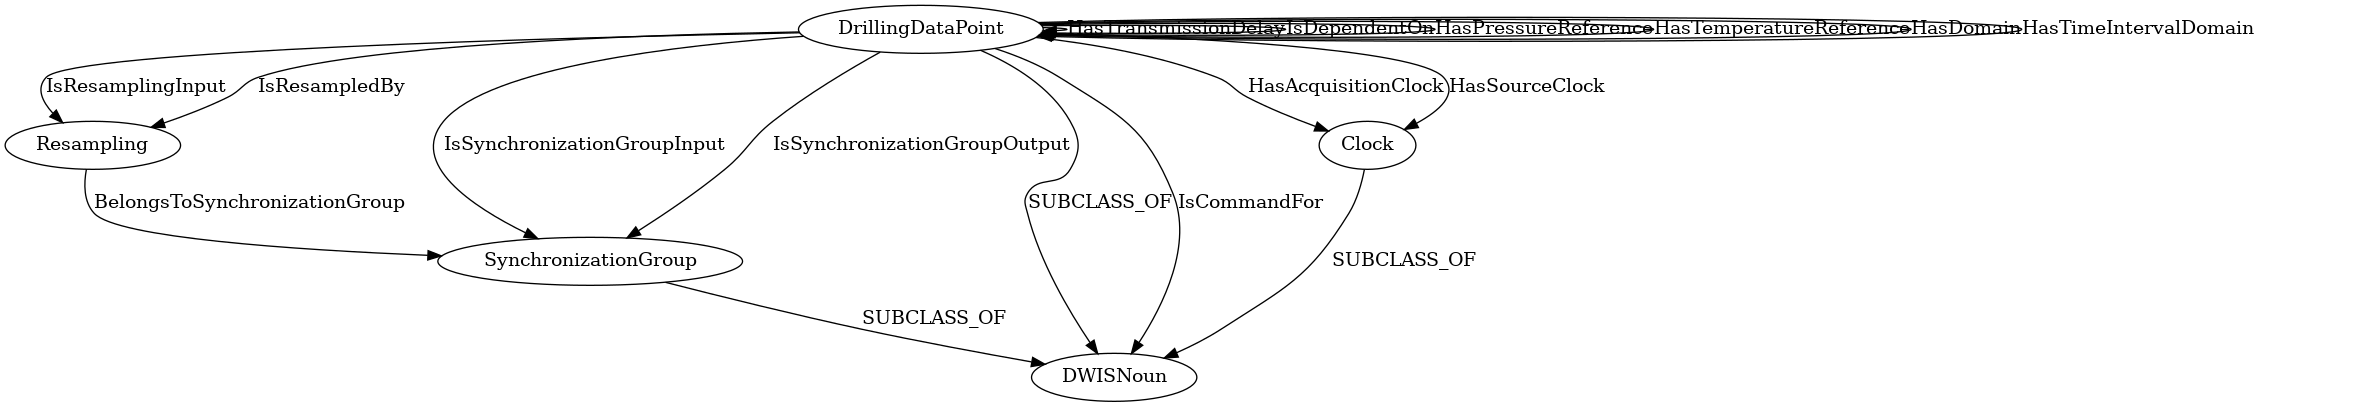 DrillingDataPoint
HasTransmissionDelay
IsDependentOn
HasPressureReference
HasTemperatureReference
HasDomain
HasTimeIntervalDomain
IsResamplingInput
IsResampledBy
HasAcquisitionClock
HasSourceClock
Resampling
IsSynchronizationGroupInput
IsSynchronizationGroupOutput
Clock
BelongsToSynchronizationGroup
SUBCLASS_OF
IsCommandFor
SynchronizationGroup
SUBCLASS_OF
SUBCLASS_OF
DWISNoun